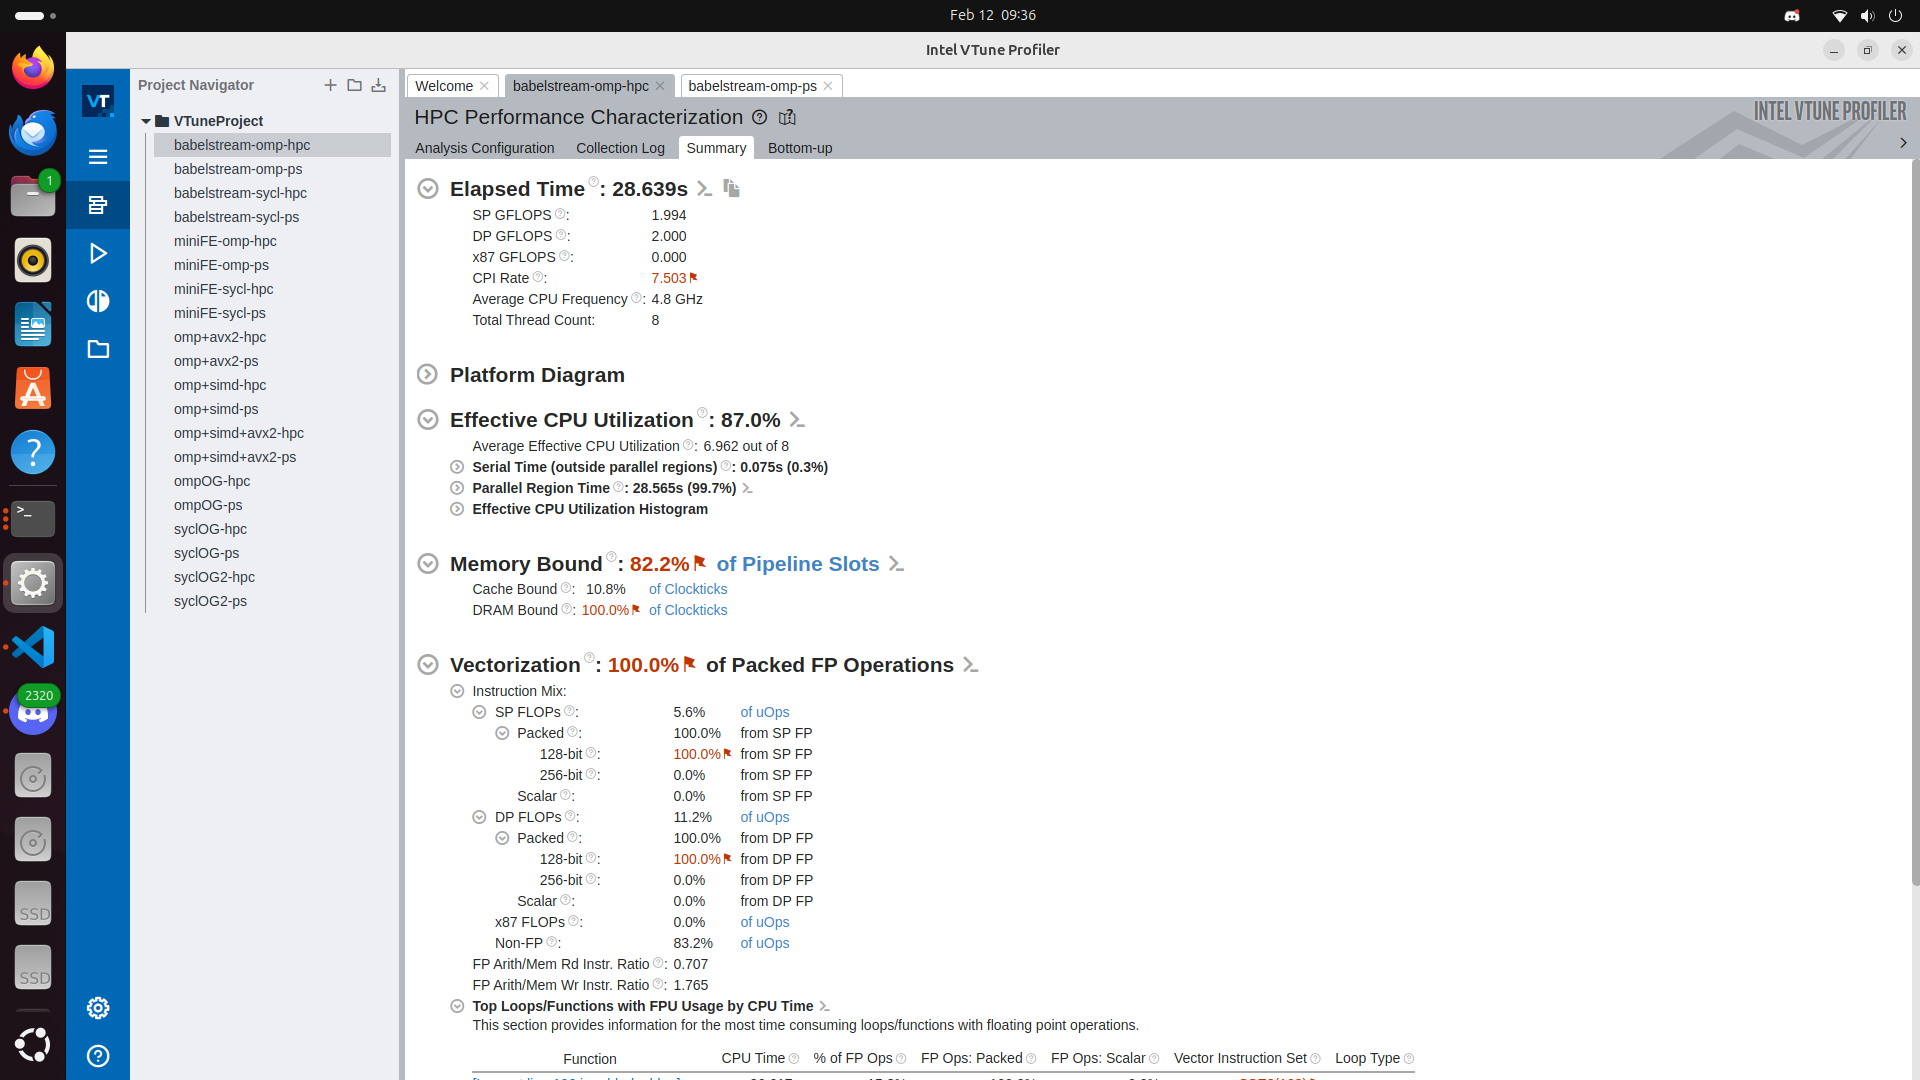 Feb 12 09:36
Intel VTune Profiler
1
>_
2320
SSD
SSD
VT
Project Navigator
VTuneProject
babelstream-omp-hpc
babelstream-omp-ps
babelstream-sycl-hpc
babelstream-sycl-ps
miniFE-omp-hpc
miniFE-omp-ps
miniFE-sycl-hpc
miniFE-sycl-ps
omp+avx2-hpc
omp+avx2-ps
omp+simd-hpc
omp+simd-ps
omp+simd+avx2-hpc
omp+simd+avx2-ps
ompOG-hpc
ompOG-ps
syclOG-hpc
syclOG-ps
syclOG2-hpc
syclOG2-ps
Welcome babelstream-omp-hpc babelstream-omp-ps
HPC Performance Characterization
INTEL VTUNE PROFILER
Analysis Configuration Collection Log Summary Bottom-up
Elapsed Time: 28.639s
SP GFLOPS: 1.994
DP GFLOPS: 2.000
x87 GFLOPS: 0.000
CPI Rate: 7.503
Average CPU Frequency: 4.8 GHz
Total Thread Count: 8
Platform Diagram
Effective CPU Utilization: 87.0%
Average Effective CPU Utilization: 6.962 out of 8
Serial Time (outside parallel regions): 0.075s (0.3%)
Parallel Region Time: 28.565s (99.7%)
Effective CPU Utilization Histogram
Memory Bound: 82.2% of Pipeline Slots
Cache Bound: 10.8% of Clockticks
DRAM Bound: 100.0% of Clockticks
Vectorization: 100.0% of Packed FP Operations
Instruction Mix:
SP FLOPs: 5.6% of uOps
Packed: 100.0% from SP FP
128-bit: 100.0% from SP FP
256-bit: 0.0% from SP FP
Scalar: 0.0% from SP FP
DP FLOPs: 11.2% of uOps
Packed: 100.0% from DP FP
128-bit: 100.0% from DP FP
256-bit: 0.0% from DP FP
Scalar: 0.0% from DP FP
x87 FLOPs: 0.0% of uOps
Non-FP: 83.2% of uOps
FP Arith/Mem Rd Instr. Ratio: 0.707
FP Arith/Mem Wr Instr. Ratio: 1.765
Top Loops/Functions with FPU Usage by CPU Time
This section provides information for the most time consuming loops/functions with floating point operations.
Function CPU Time % of FP Ops FP Ops: Packed FP Ops: Scalar Vector Instruction Set Loop Type